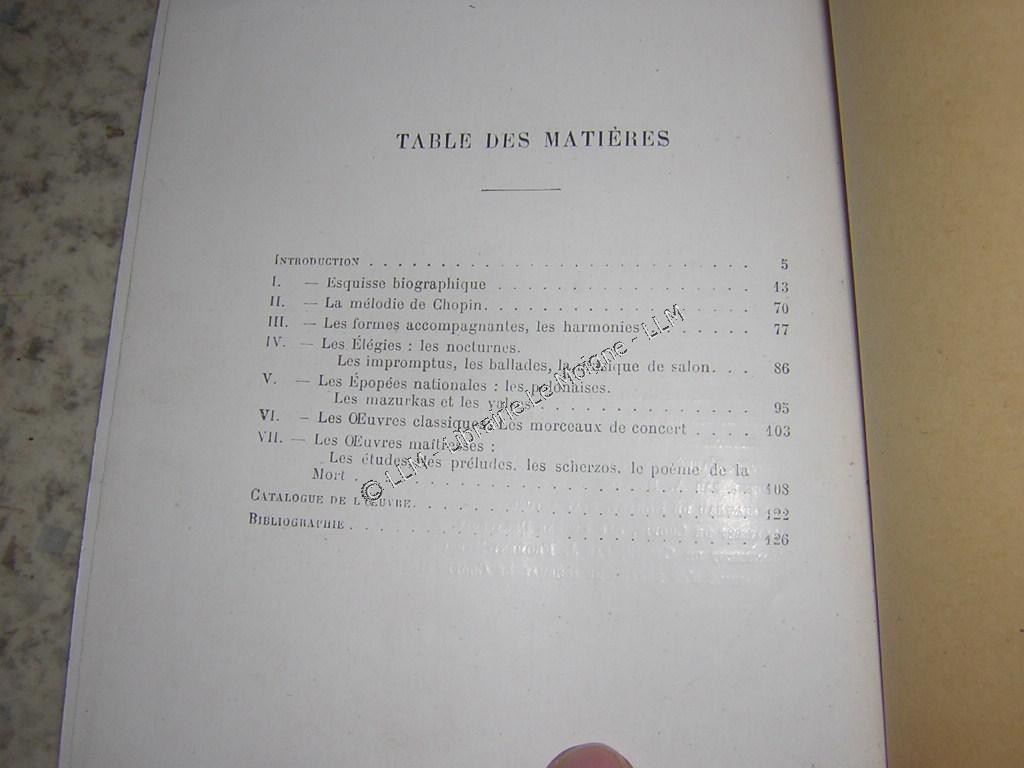 TABLE DES MATIÈRES
INTRODUCTION . . . . . . . . . . . . . . . . . . . . . . . 5
I. — Esquisse biographique . . . . . . . . . . . . . . . . 13
II. — La mélodie de Chopin. . . . . . . . . . . . . . . . . 70
III. — Les formes accompagnantes, les harmonies . . . . . . . 77
IV. — Les Élégies : les nocturnes.
Les impromptus, les ballades, la musique de salon. . . 86
V. — Les Épopées nationales : les polonaises.
Les mazurkas et les valses . . . . . . . . . . . . . 95
VI. — Les Œuvres classiques. Les morceaux de concert . . . . 103
VII. — Les Œuvres maîtresses :
Les études, les préludes, les scherzos, le poème de la
Mort . . . . . . . . . . . . . . . . . . . . . . . 108
CATALOGUE DE L'ŒUVRE. . . . . . . . . . . . . . . . . . . . 122
BIBLIOGRAPHIE . . . . . . . . . . . . . . . . . . . . . . . 126
© LLM - Librairie Le Moigne - LLM